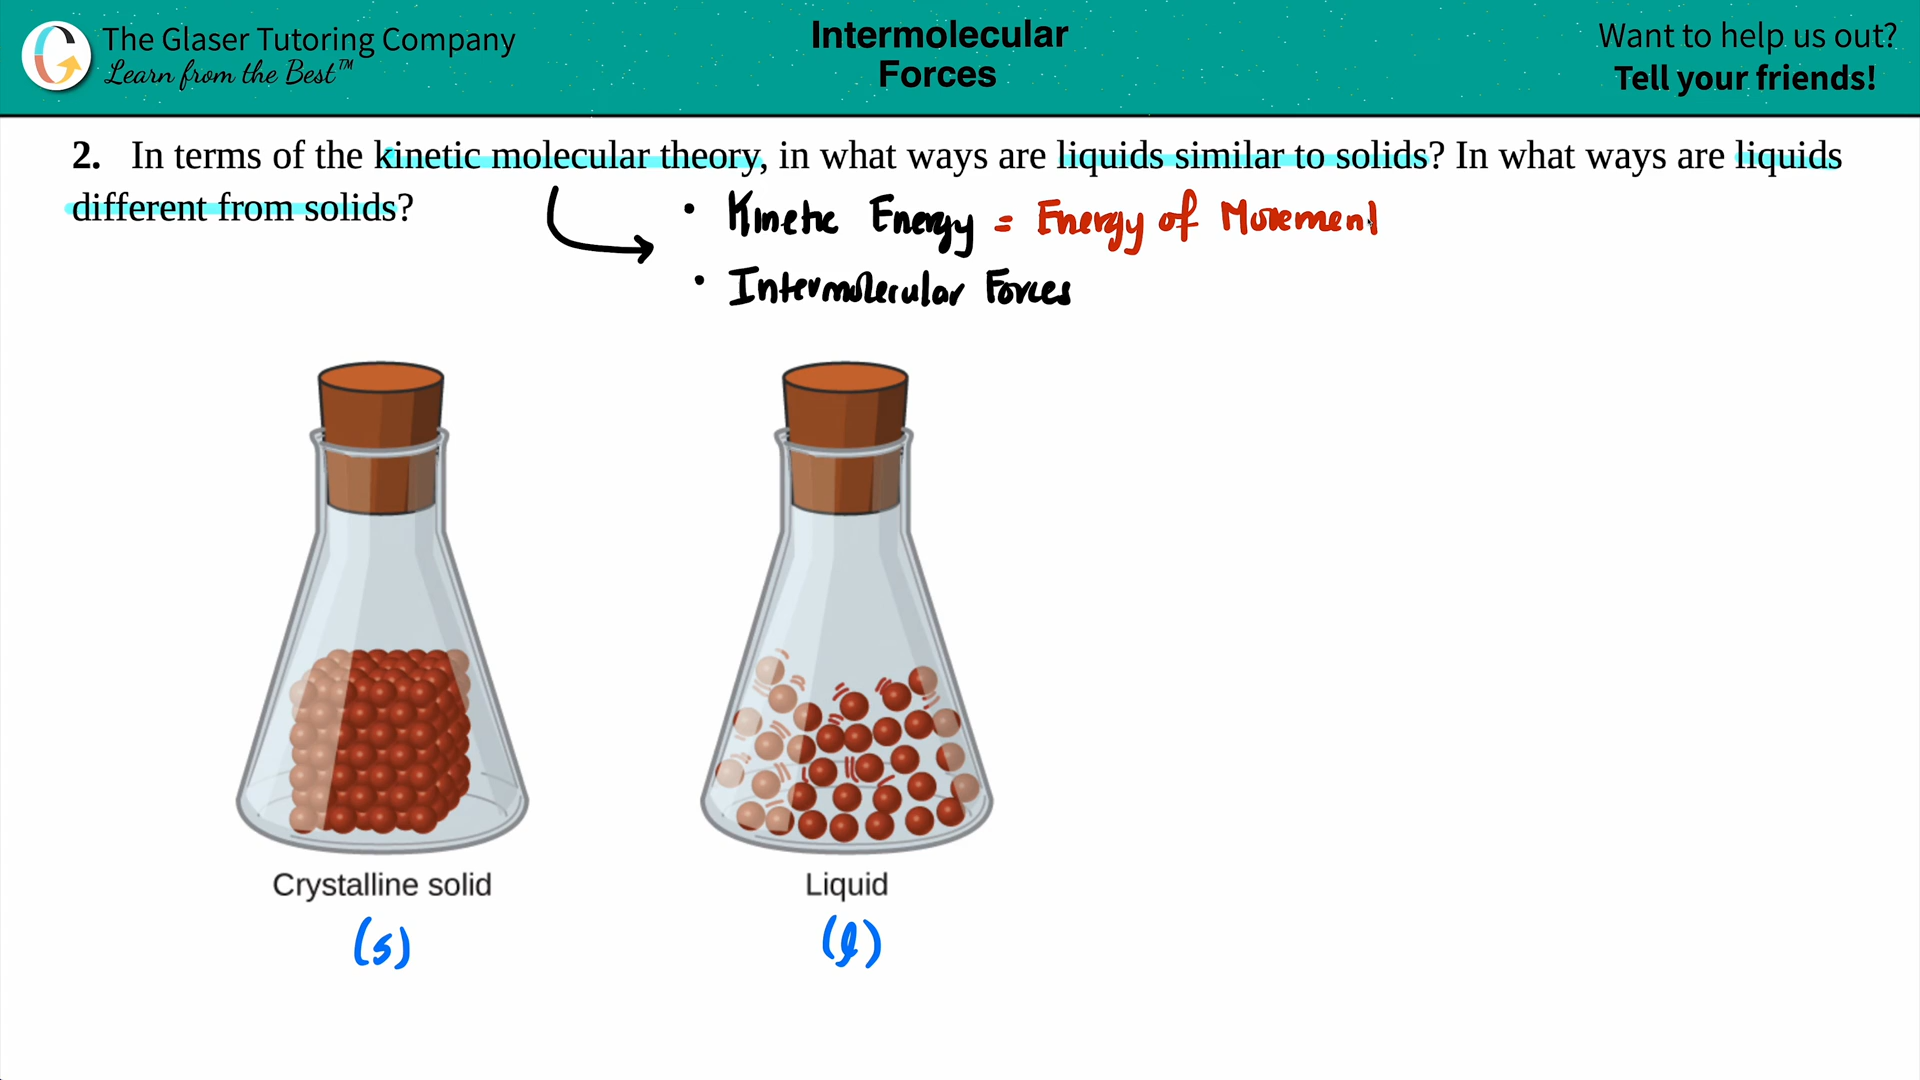 The Glaser Tutoring Company
Learn from the Best™
Intermolecular
Forces
Want to help us out?
Tell your friends!
2. In terms of the kinetic molecular theory, in what ways are liquids similar to solids? In what ways are liquids
different from solids?
• Kinetic Energy = Energy of Movement
• Intermolecular Forces
Crystalline solid
Liquid
(s)
(l)